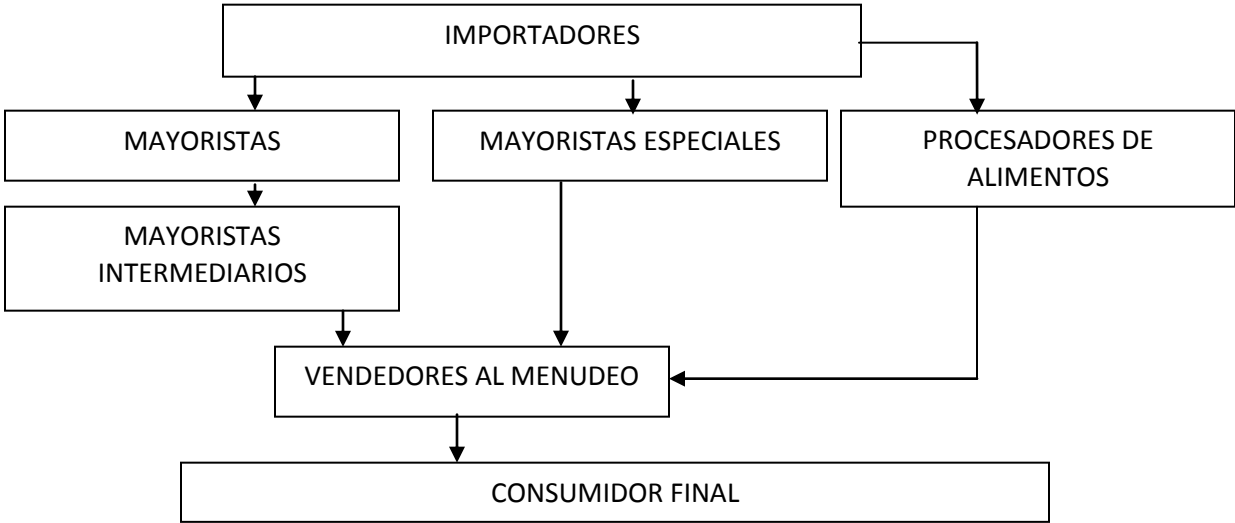 IMPORTADORES
MAYORISTAS
MAYORISTAS ESPECIALES
PROCESADORES DE
ALIMENTOS
MAYORISTAS
INTERMEDIARIOS
VENDEDORES AL MENUDEO
CONSUMIDOR FINAL